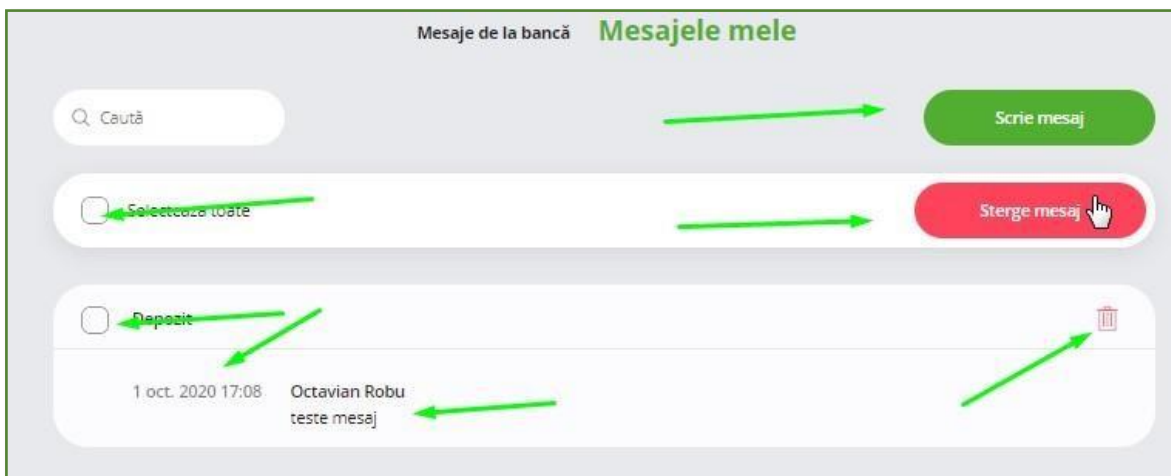 Mesaje de la bancă Mesajele mele
Caută
Scrie mesaj
Selectează toate
Sterge mesaj
Depozit
1 oct. 2020 17:08 Octavian Robu
teste mesaj